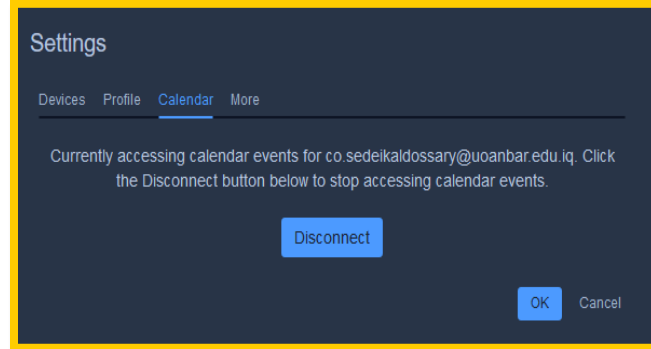 Settings
Devices Profile Calendar More
Currently accessing calendar events for co.sedeikaldossary@uoanbar.edu.iq. Click
the Disconnect button below to stop accessing calendar events.
Disconnect
OK Cancel